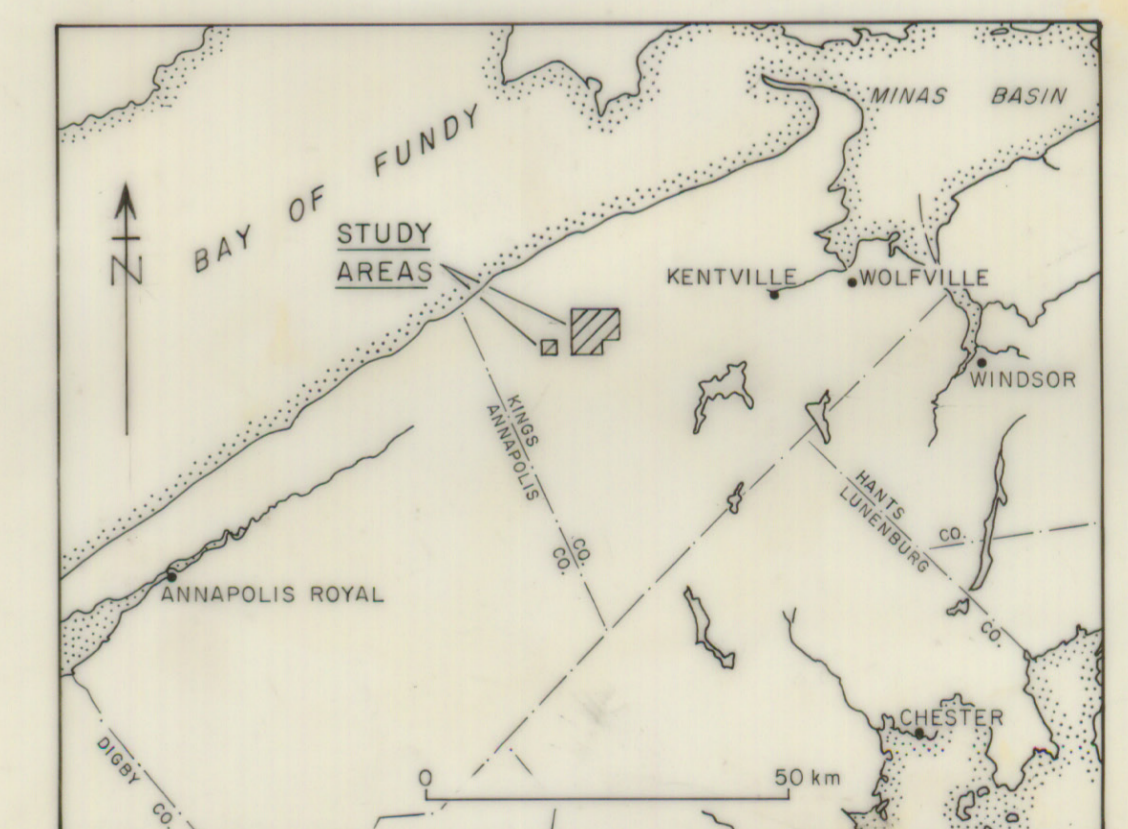 MINAS BASIN
BAY OF FUNDY
STUDY
AREAS
N
KENTVILLE
WOLFVILLE
WINDSOR
KINGS CO.
ANNAPOLIS CO.
HANTS CO.
LUNENBURG CO.
ANNAPOLIS ROYAL
CHESTER
DIGBY CO.
0 50 km